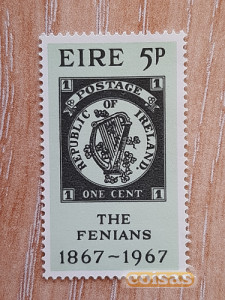 EIRE 5P
1 POSTAGE 1
REPUBLIC OF IRELAND
1 ONE CENT 1
THE
FENIANS
1867~1967